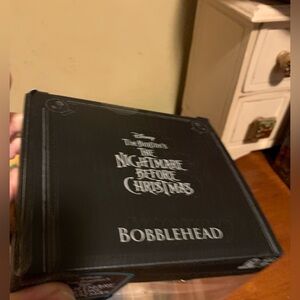 Disney
Tim Burton's
THE
NIGHTMARE
BEFORE
CHRISTMAS
BOBBLEHEAD